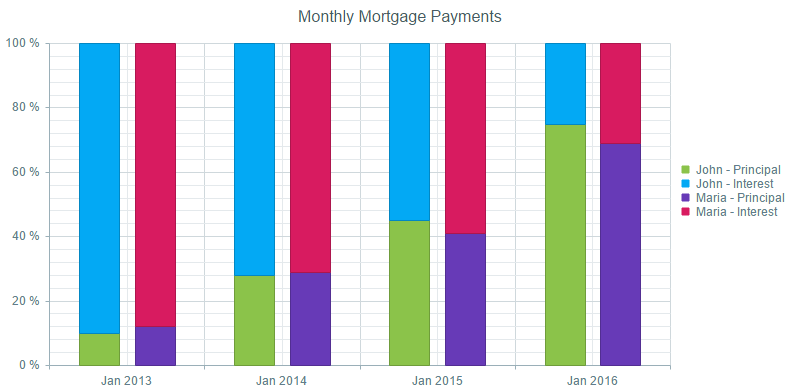 Monthly Mortgage Payments
100 %
80 %
60 %
40 %
20 %
0 %
Jan 2013
Jan 2014
Jan 2015
Jan 2016
John - Principal
John - Interest
Maria - Principal
Maria - Interest